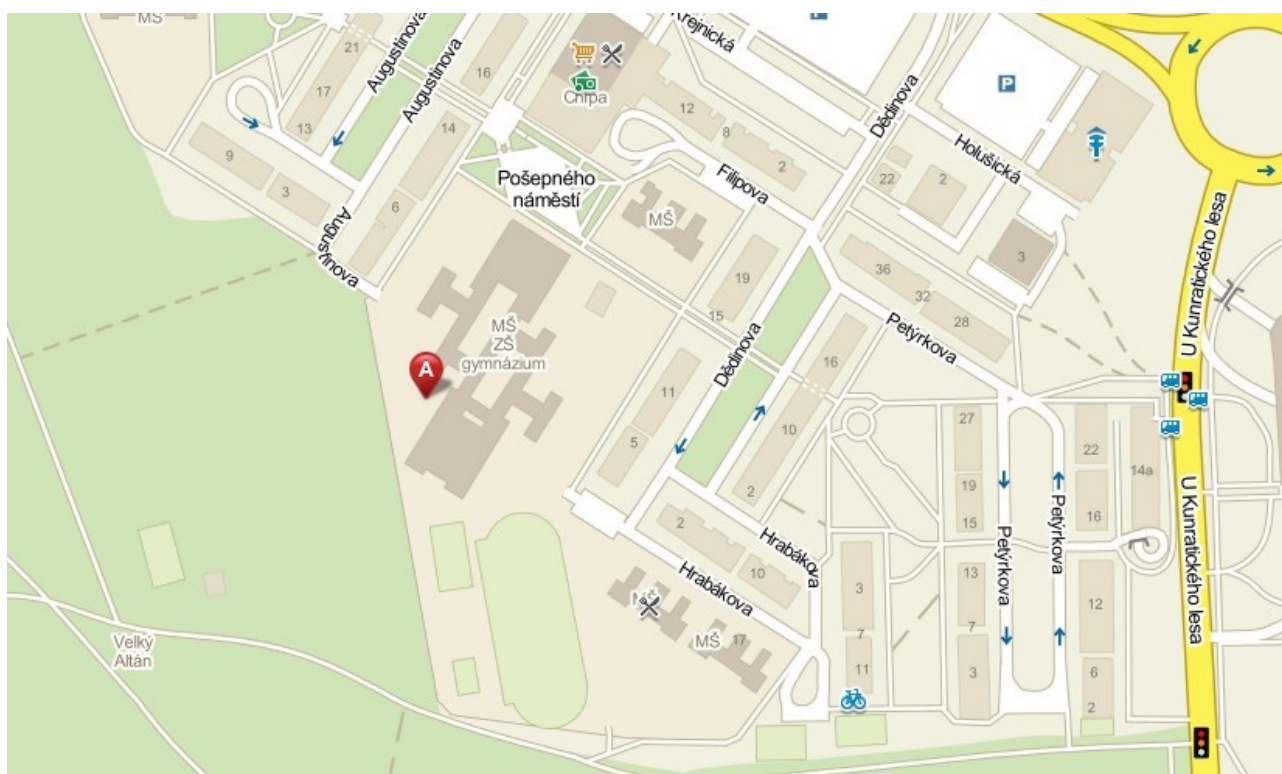 MŠ
21
17
13
Augustinova
Augustinova
16
14
9
3
6
Augustinova
Chrpa
Krejnická
P
12
8
2
Filipova
Dědinova
P
Holušická
22
2
3
Pošepného
náměstí
MŠ
19
15
36
32
28
Petýrkova
U Kunratického lesa
MŠ
ZŠ
gymnázium
A
Dědinova
16
11
5
10
2
27
19
15
22
14a
16
Petýrkova
Petýrkova
U Kunratického lesa
2
10
Hrabákova
Hrabákova
MŠ
17
3
7
11
13
7
3
12
6
2
Velký
Altán